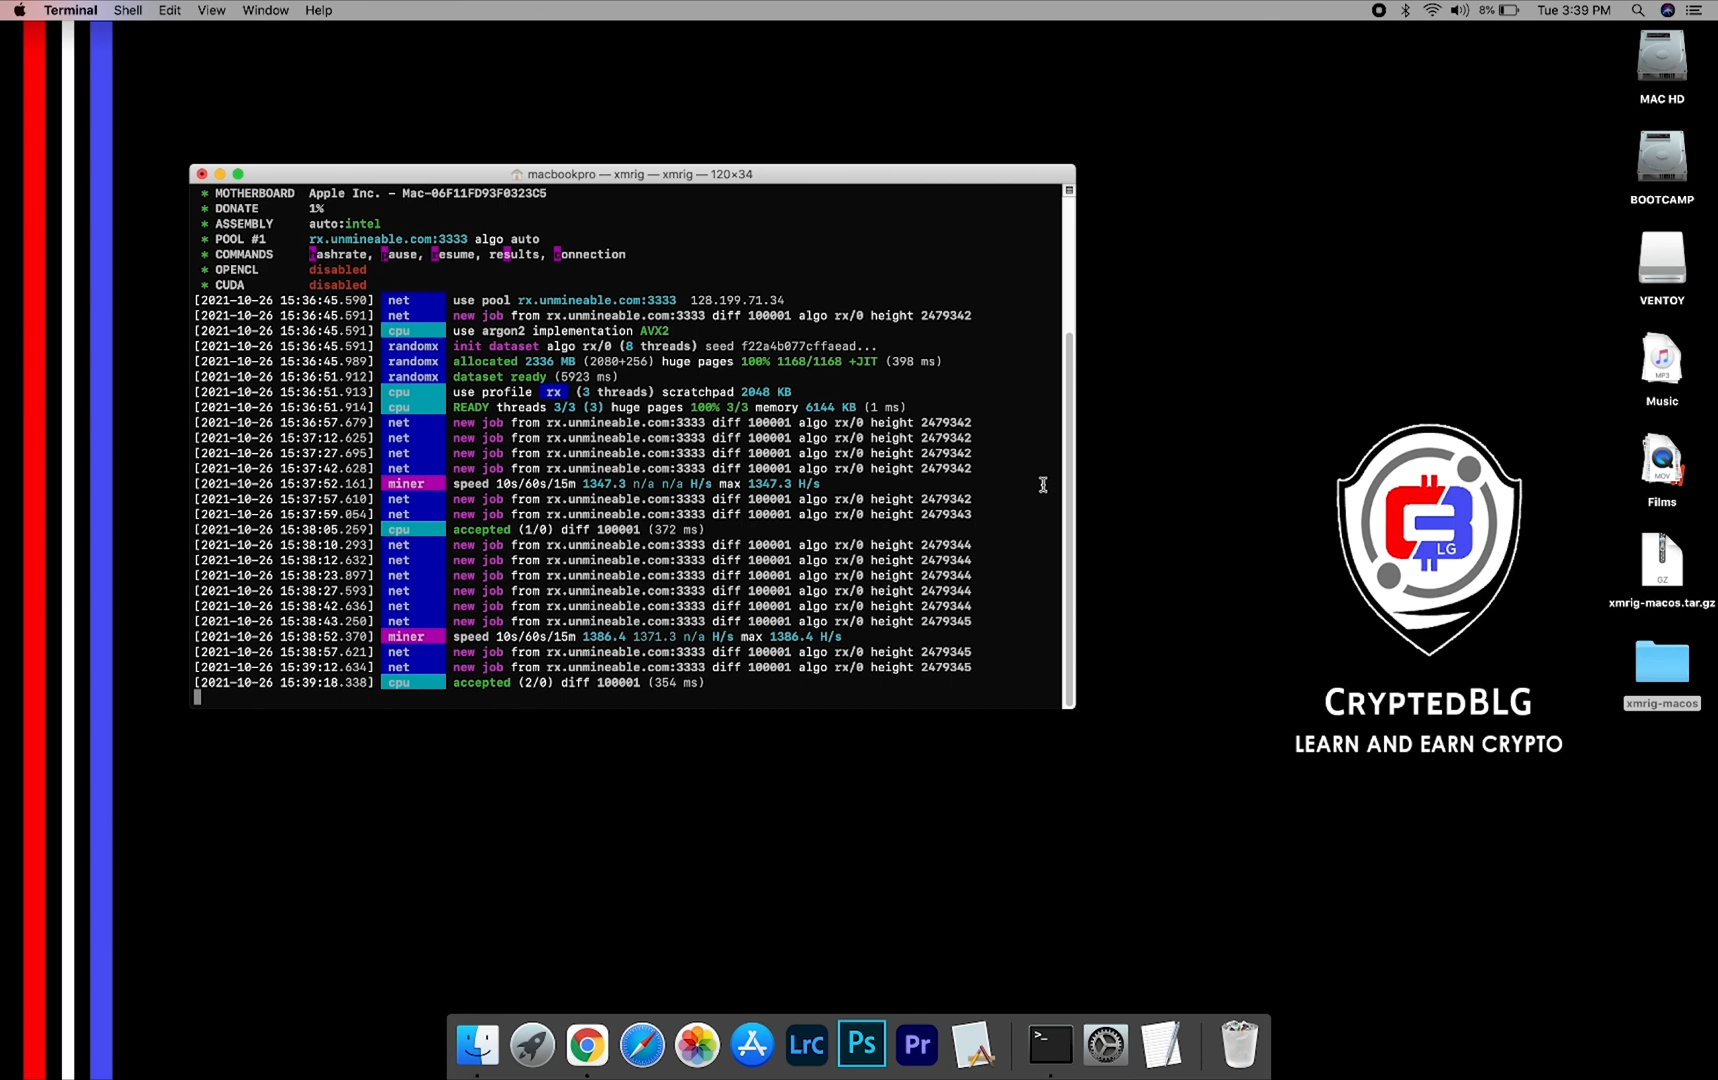 Terminal Shell Edit View Window Help
8% Tue 3:39 PM
MAC HD
BOOTCAMP
VENTOY
MP3
Music
MOV
Films
GZ
xmrig-macos.tar.gz
xmrig-macos
macbookpro — xmrig — xmrig — 120×34
* MOTHERBOARD Apple Inc. - Mac-06F11FD93F0323C5
* DONATE 1%
* ASSEMBLY auto:intel
* POOL #1 rx.unmineable.com:3333 algo auto
* COMMANDS hashrate, pause, resume, results, connection
* OPENCL disabled
* CUDA disabled
[2021-10-26 15:36:45.590] net use pool rx.unmineable.com:3333 128.199.71.34
[2021-10-26 15:36:45.591] net new job from rx.unmineable.com:3333 diff 100001 algo rx/0 height 2479342
[2021-10-26 15:36:45.591] cpu use argon2 implementation AVX2
[2021-10-26 15:36:45.591] randomx init dataset algo rx/0 (8 threads) seed f22a4b077cffaead...
[2021-10-26 15:36:45.989] randomx allocated 2336 MB (2080+256) huge pages 100% 1168/1168 +JIT (398 ms)
[2021-10-26 15:36:51.912] randomx dataset ready (5923 ms)
[2021-10-26 15:36:51.913] cpu use profile rx (3 threads) scratchpad 2048 KB
[2021-10-26 15:36:51.914] cpu READY threads 3/3 (3) huge pages 100% 3/3 memory 6144 KB (1 ms)
[2021-10-26 15:36:57.679] net new job from rx.unmineable.com:3333 diff 100001 algo rx/0 height 2479342
[2021-10-26 15:37:12.625] net new job from rx.unmineable.com:3333 diff 100001 algo rx/0 height 2479342
[2021-10-26 15:37:27.695] net new job from rx.unmineable.com:3333 diff 100001 algo rx/0 height 2479342
[2021-10-26 15:37:42.628] net new job from rx.unmineable.com:3333 diff 100001 algo rx/0 height 2479342
[2021-10-26 15:37:52.161] miner speed 10s/60s/15m 1347.3 n/a n/a H/s max 1347.3 H/s
[2021-10-26 15:37:57.610] net new job from rx.unmineable.com:3333 diff 100001 algo rx/0 height 2479342
[2021-10-26 15:37:59.054] net new job from rx.unmineable.com:3333 diff 100001 algo rx/0 height 2479343
[2021-10-26 15:38:05.259] cpu accepted (1/0) diff 100001 (372 ms)
[2021-10-26 15:38:10.293] net new job from rx.unmineable.com:3333 diff 100001 algo rx/0 height 2479344
[2021-10-26 15:38:12.632] net new job from rx.unmineable.com:3333 diff 100001 algo rx/0 height 2479344
[2021-10-26 15:38:23.897] net new job from rx.unmineable.com:3333 diff 100001 algo rx/0 height 2479344
[2021-10-26 15:38:27.593] net new job from rx.unmineable.com:3333 diff 100001 algo rx/0 height 2479344
[2021-10-26 15:38:42.636] net new job from rx.unmineable.com:3333 diff 100001 algo rx/0 height 2479344
[2021-10-26 15:38:43.250] net new job from rx.unmineable.com:3333 diff 100001 algo rx/0 height 2479345
[2021-10-26 15:38:52.370] miner speed 10s/60s/15m 1386.4 1371.3 n/a H/s max 1386.4 H/s
[2021-10-26 15:38:57.621] net new job from rx.unmineable.com:3333 diff 100001 algo rx/0 height 2479345
[2021-10-26 15:39:12.634] net new job from rx.unmineable.com:3333 diff 100001 algo rx/0 height 2479345
[2021-10-26 15:39:18.338] cpu accepted (2/0) diff 100001 (354 ms)
CB
LG
CRYPTEDBLG
LEARN AND EARN CRYPTO
LrC
Ps
Pr
>_